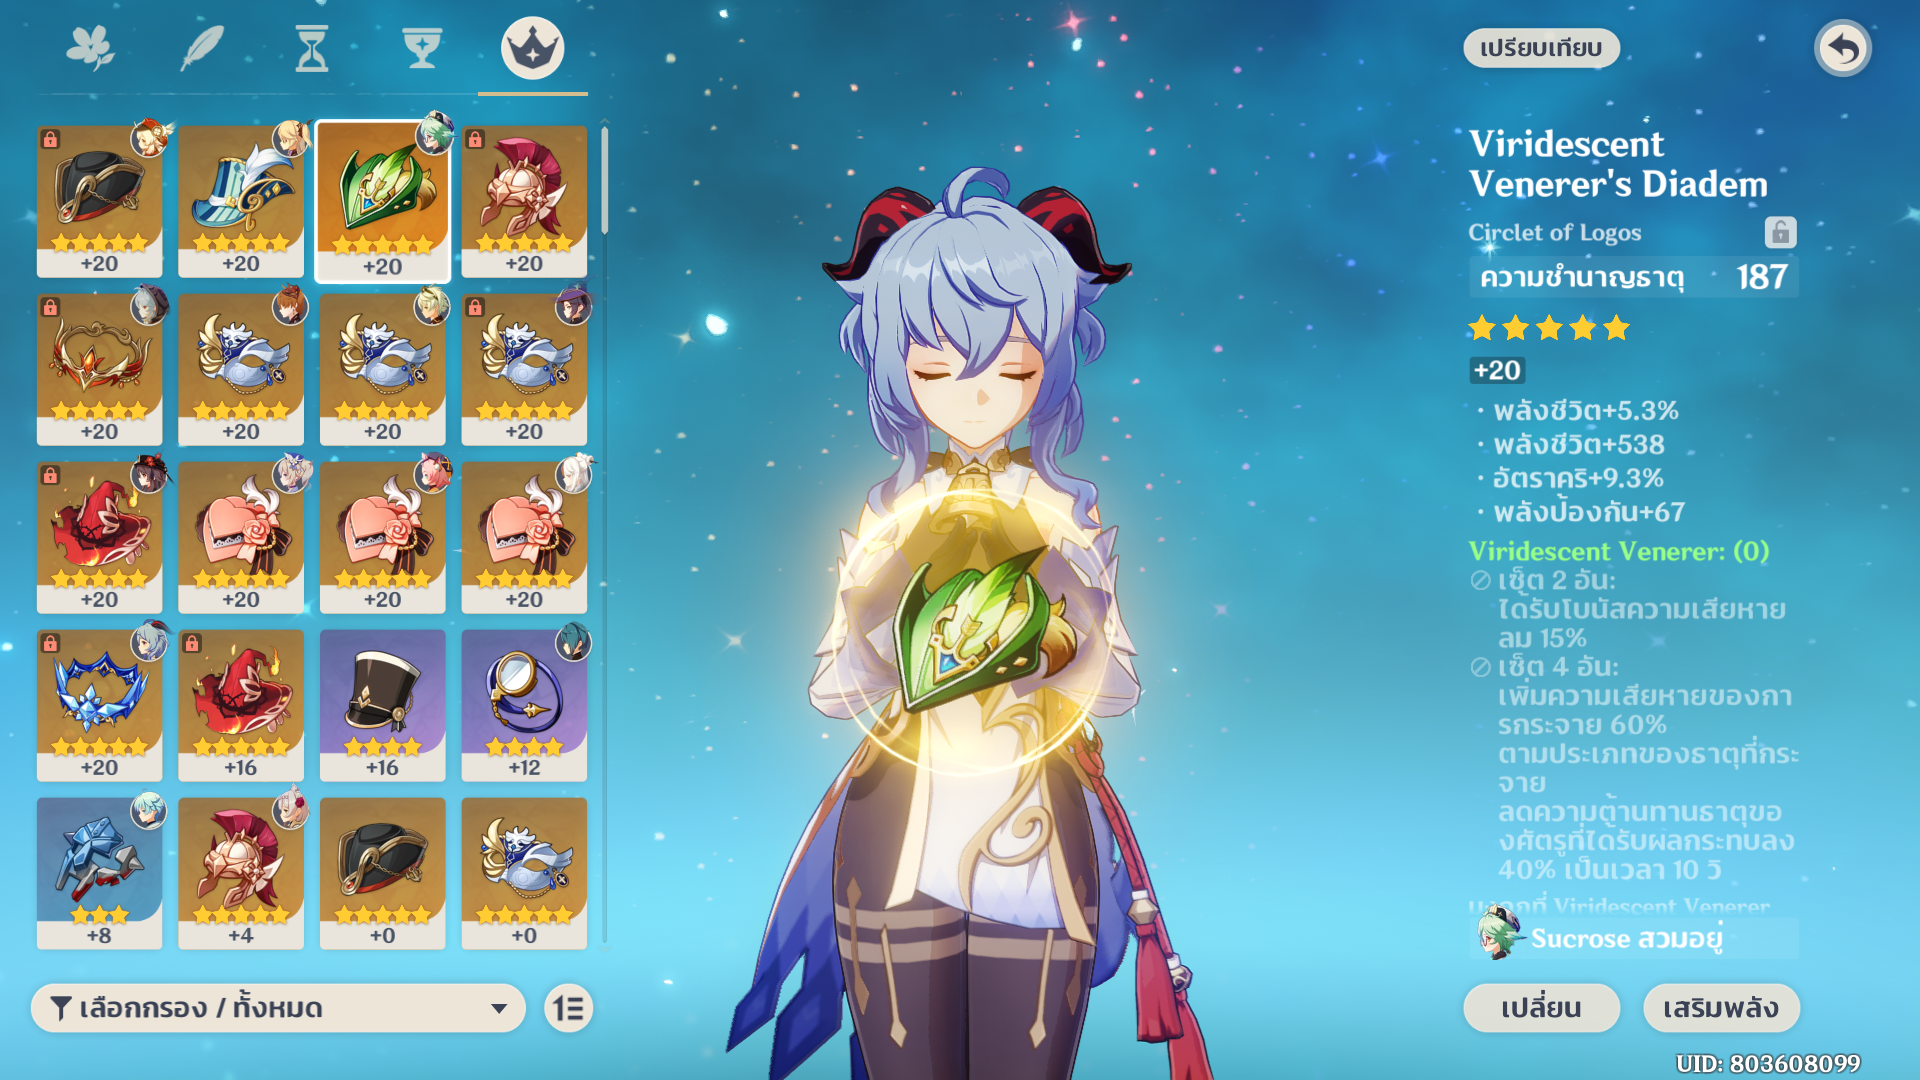 +20
+20
+20
+20
+20
+20
+20
+20
+20
+20
+20
+20
+20
+16
+16
+12
+8
+4
+0
+0
เลือกกรอง / ทั้งหมด
เปรียบเทียบ
Viridescent
Venerer's Diadem
Circlet of Logos
ความชำนาญธาตุ 187
+20
· พลังชีวิต+5.3%
· พลังชีวิต+538
· อัตราคริ+9.3%
· พลังป้องกัน+67
Viridescent Venerer: (0)
เซ็ต 2 อัน:
ได้รับโบนัสความเสียหาย
ลม 15%
เซ็ต 4 อัน:
เพิ่มความเสียหายของกา
รกระจาย 60%
ตามประเภทของธาตุที่กระ
จาย
ลดความต้านทานธาตุขอ
งศัตรูที่ได้รับผลกระทบลง
40% เป็นเวลา 10 วิ
Viridescent Venerer
Sucrose สวมอยู่
เปลี่ยน
เสริมพลัง
UID: 803608099